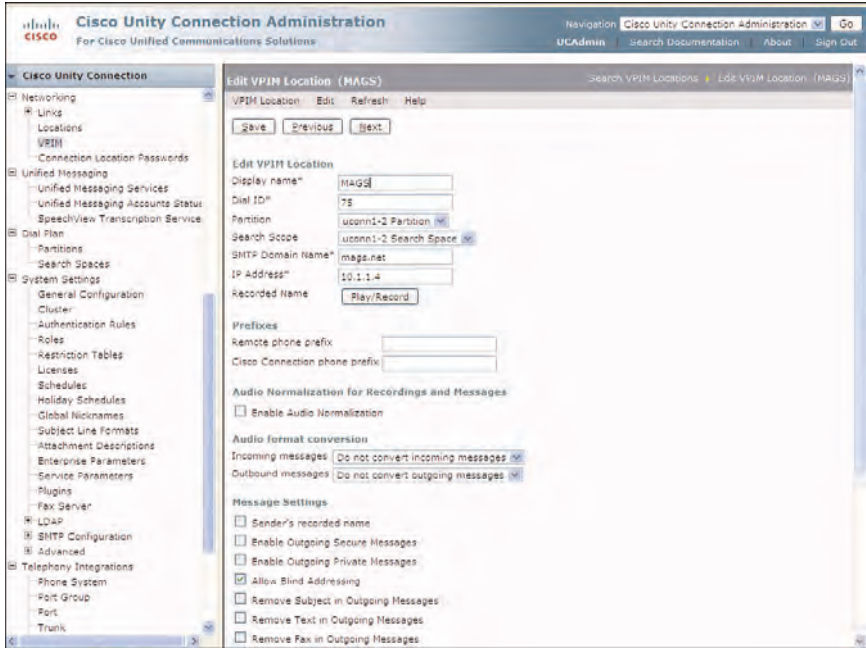 cisco
Cisco Unity Connection Administration
For Cisco Unified Communications Solutions
Navigation Cisco Unity Connection Administration Go
UCAdmin Search Documentation About Sign Out
Cisco Unity Connection
Networking
Links
Locations
VPIM
Connection Location Passwords
Unified Messaging
Unified Messaging Services
Unified Messaging Accounts Status
SpeechView Transcription Service
Dial Plan
Partitions
Search Spaces
System Settings
General Configuration
Cluster
Authentication Rules
Roles
Restriction Tables
Licenses
Schedules
Holiday Schedules
Global Nicknames
Subject Line Formats
Attachment Descriptions
Enterprise Parameters
Service Parameters
Plugins
Fax Server
LDAP
SMTP Configuration
Advanced
Telephony Integrations
Phone System
Port Group
Port
Trunk
Edit VPIM Location (MAGS)
Search VPIM Locations Edit VPIM Location (MAGS)
VPIM Location Edit Refresh Help
Save Previous Next
Edit VPIM Location
Display name* MAGS
Dial ID* 75
Partition uconn1-2 Partition
Search Scope uconn1-2 Search Space
SMTP Domain Name* mags.net
IP Address* 10.1.1.4
Recorded Name Play/Record
Prefixes
Remote phone prefix
Cisco Connection phone prefix
Audio Normalization for Recordings and Messages
Enable Audio Normalization
Audio format conversion
Incoming messages Do not convert incoming messages
Outbound messages Do not convert outgoing messages
Message Settings
Sender's recorded name
Enable Outgoing Secure Messages
Enable Outgoing Private Messages
Allow Blind Addressing
Remove Subject in Outgoing Messages
Remove Text in Outgoing Messages
Remove Fax in Outgoing Messages